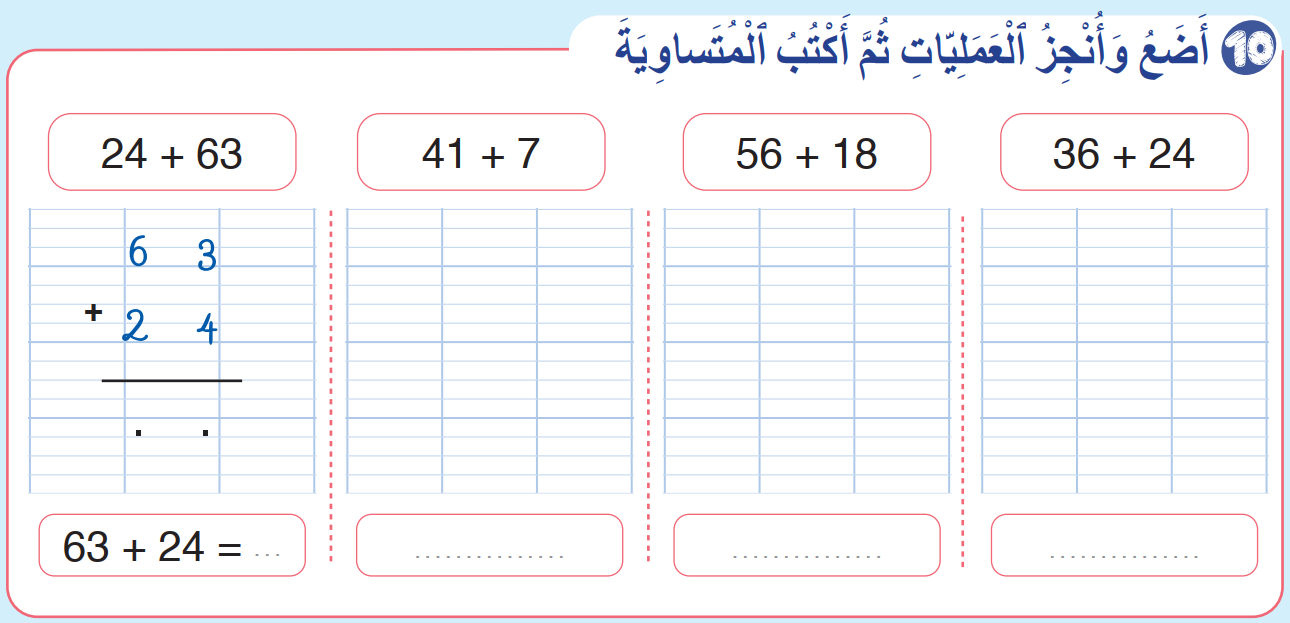 10 أَضَعُ وَأُنْجِزُ ٱلْعَمَلِيّاتِ ثُمَّ أَكْتُبُ ٱلْمُتَساوِيَةَ
24 + 63
41 + 7
56 + 18
36 + 24
6 3
+ 2 4
. .
63 + 24 = ...
..............
..............
..............